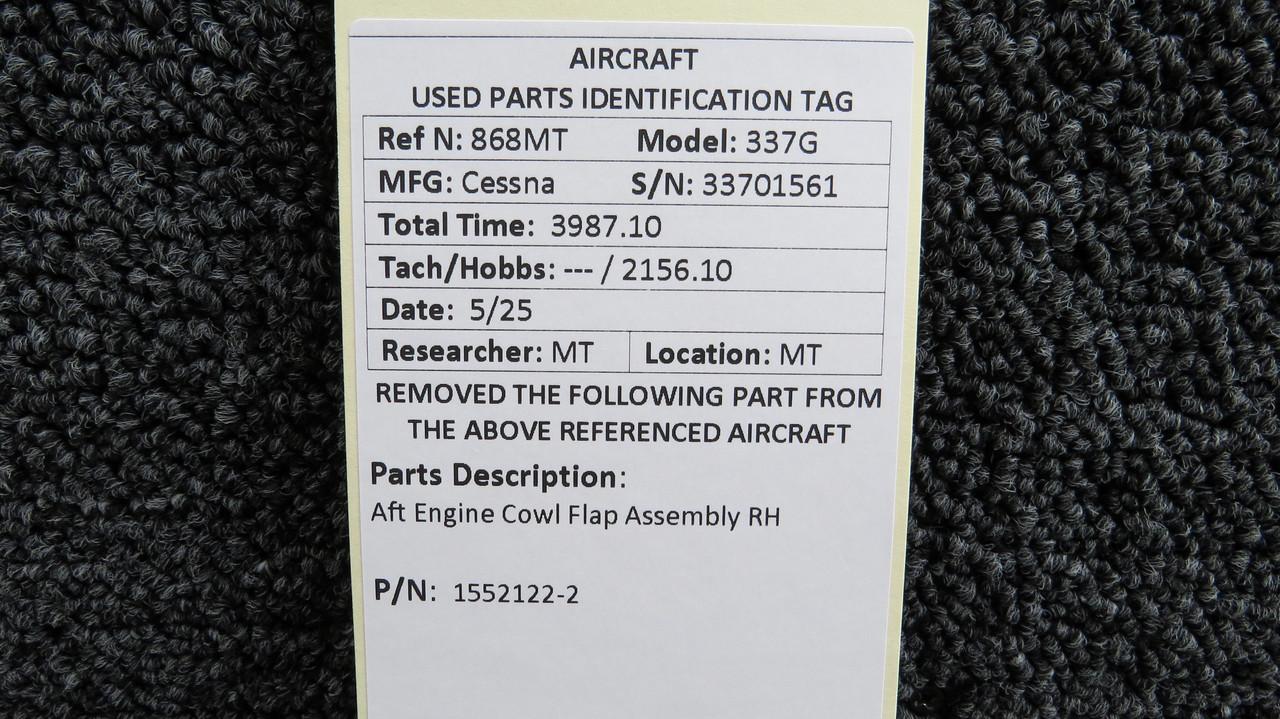 AIRCRAFT
USED PARTS IDENTIFICATION TAG
Ref N: 868MT Model: 337G
MFG: Cessna S/N: 33701561
Total Time: 3987.10
Tach/Hobbs: --- / 2156.10
Date: 5/25
Researcher: MT Location: MT
REMOVED THE FOLLOWING PART FROM
THE ABOVE REFERENCED AIRCRAFT
Parts Description:
Aft Engine Cowl Flap Assembly RH
P/N: 1552122-2